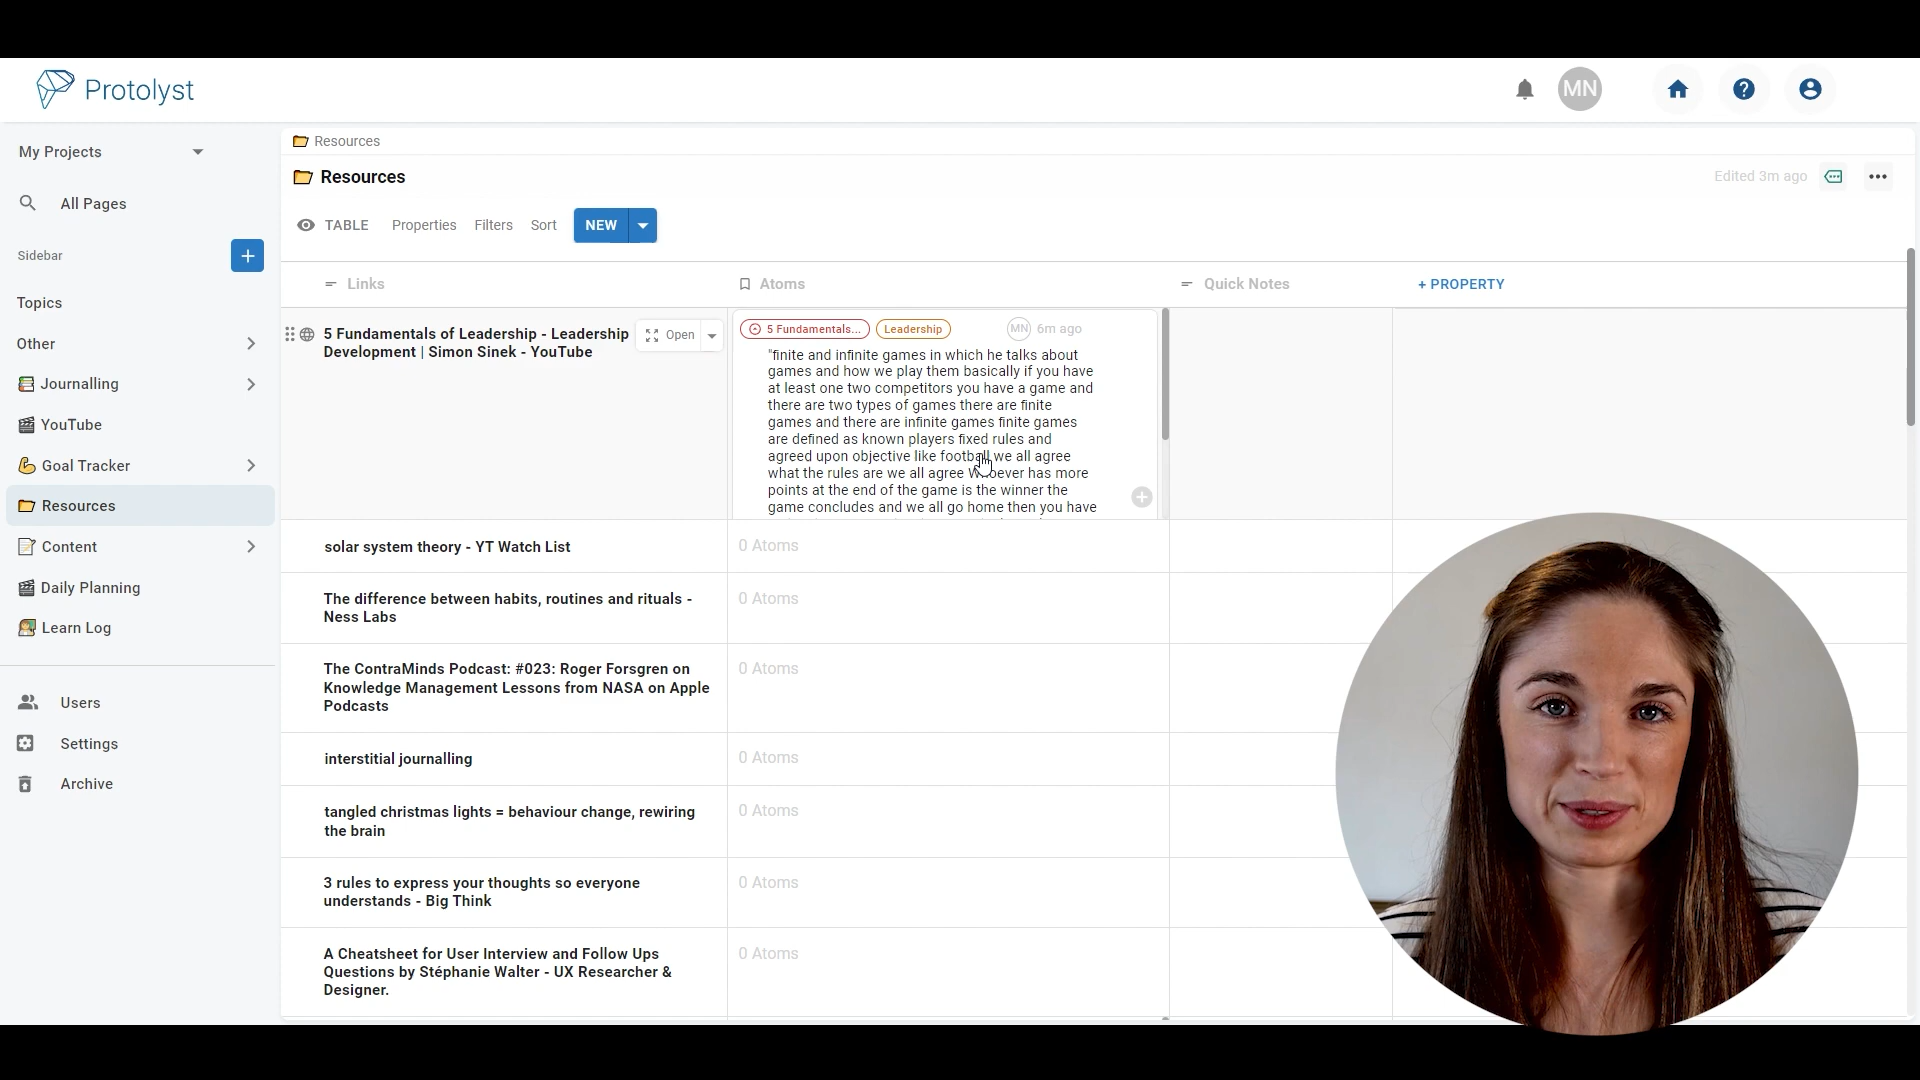 Protolyst
MN
My Projects
All Pages
Sidebar
Topics
Other
Journalling
YouTube
Goal Tracker
Resources
Content
Daily Planning
Learn Log
Users
Settings
Archive
Resources
Resources
Edited 3m ago
TABLE
Properties
Filters
Sort
NEW
Links
Atoms
Quick Notes
+ PROPERTY
5 Fundamentals of Leadership - Leadership
Development | Simon Sinek - YouTube
Open
5 Fundamentals...
Leadership
MN
6m ago
"finite and infinite games in which he talks about
games and how we play them basically if you have
at least one two competitors you have a game and
there are two types of games there are finite
games and there are infinite games finite games
are defined as known players fixed rules and
agreed upon objective like football we all agree
what the rules are we all agree Whoever has more
points at the end of the game is the winner the
game concludes and we all go home then you have
solar system theory - YT Watch List
0 Atoms
The difference between habits, routines and rituals -
Ness Labs
0 Atoms
The ContraMinds Podcast: #023: Roger Forsgren on
Knowledge Management Lessons from NASA on Apple
Podcasts
0 Atoms
interstitial journalling
0 Atoms
tangled christmas lights = behaviour change, rewiring
the brain
0 Atoms
3 rules to express your thoughts so everyone
understands - Big Think
0 Atoms
A Cheatsheet for User Interview and Follow Ups
Questions by Stéphanie Walter - UX Researcher &
Designer.
0 Atoms